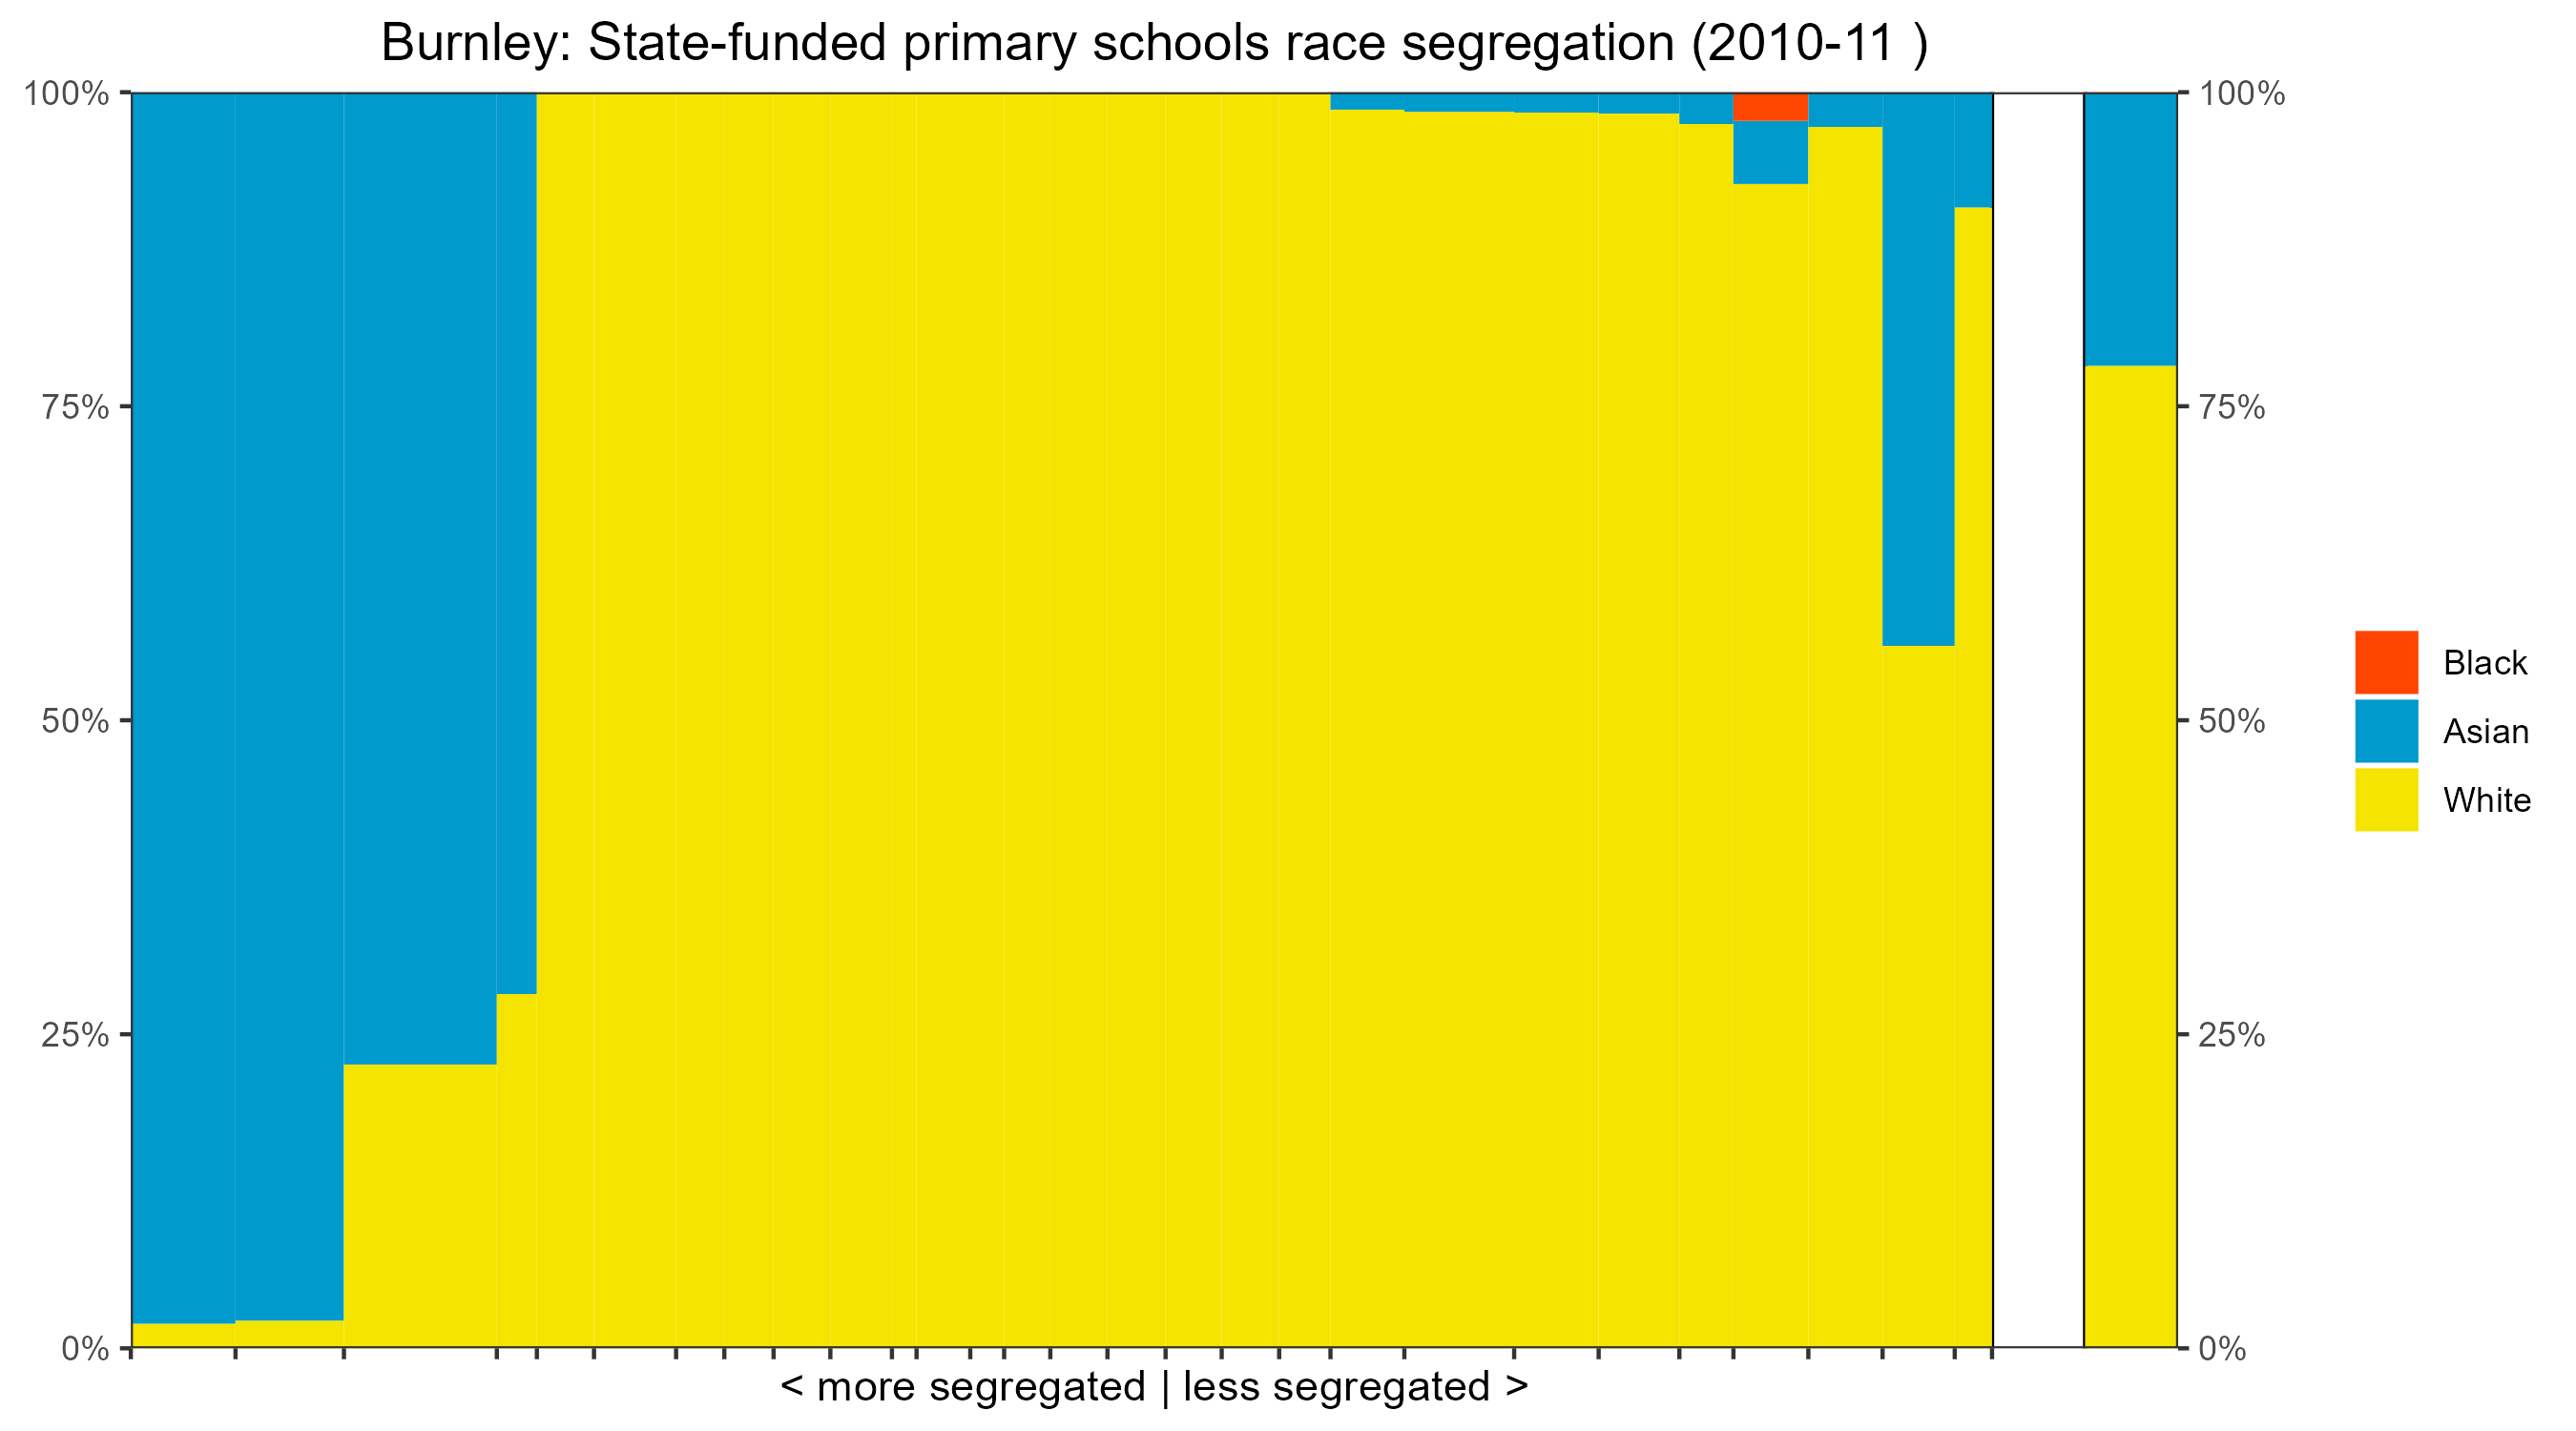 Burnley: State-funded primary schools race segregation (2010-11 )
100%
75%
50%
25%
0%
100%
75%
50%
25%
0%
Black
Asian
White
< more segregated | less segregated >